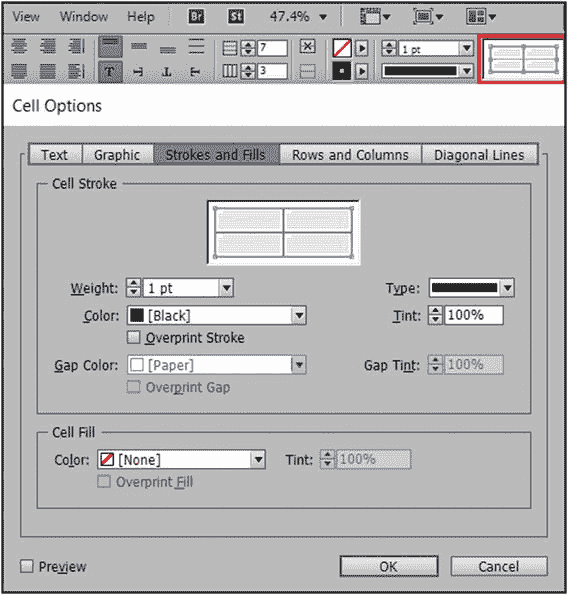 View Window Help Br St 47.4%
7 1 pt
T 3
Cell Options
Text Graphic Strokes and Fills Rows and Columns Diagonal Lines
Cell Stroke
Weight: 1 pt Type:
Color: [Black] Tint: 100%
Overprint Stroke
Gap Color: [Paper] Gap Tint: 100%
Overprint Gap
Cell Fill
Color: [None] Tint: 100%
Overprint Fill
Preview OK Cancel